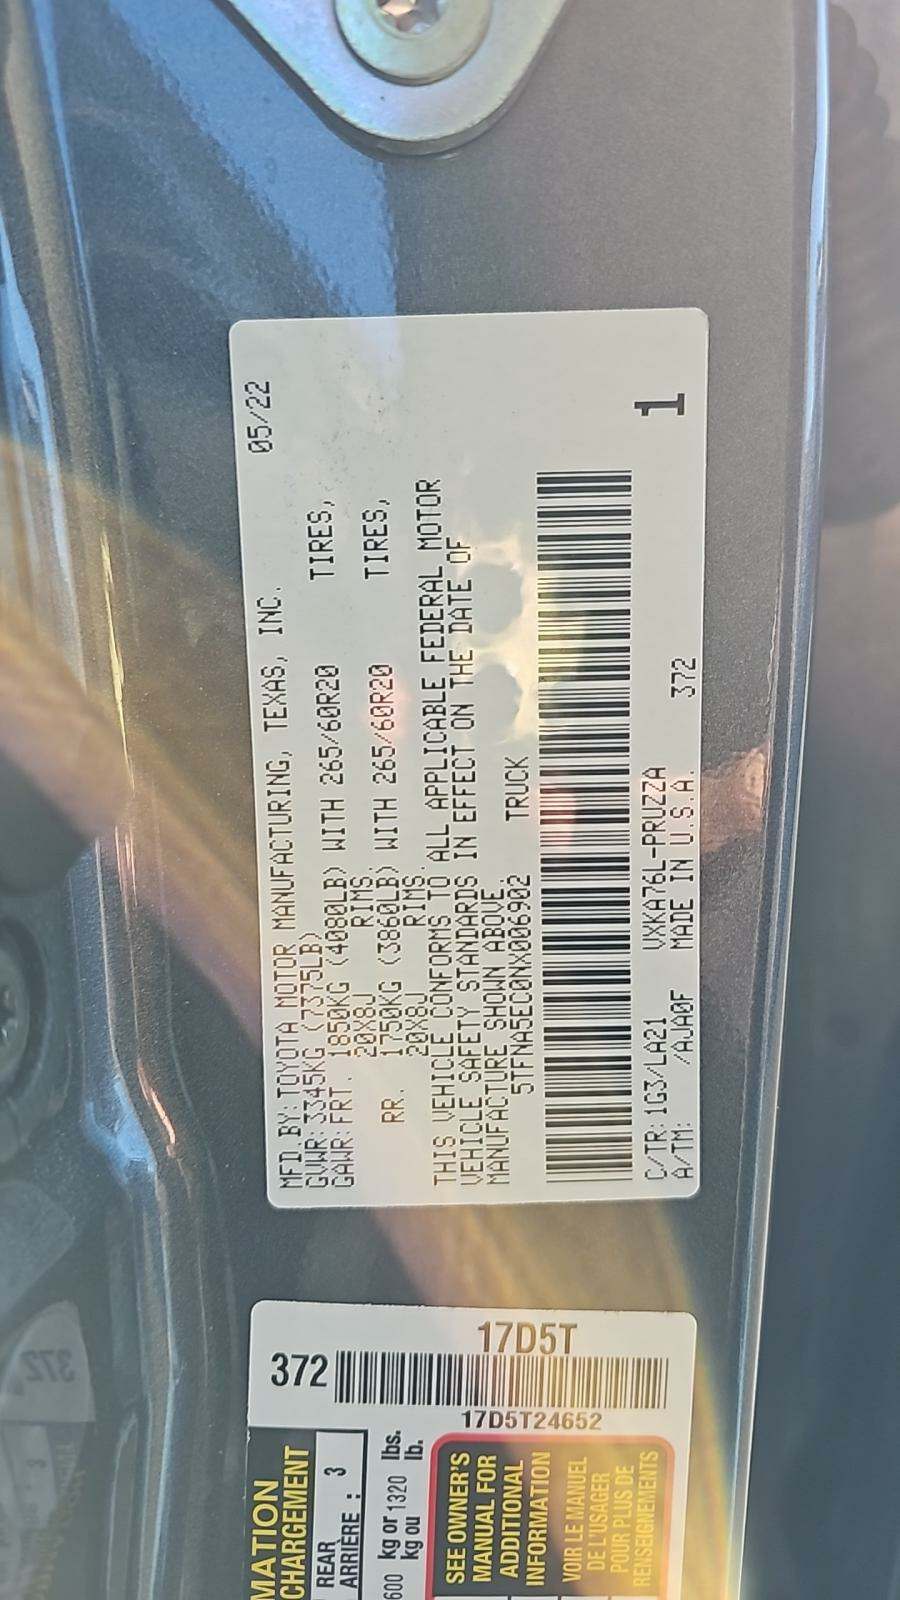 05/22
MFD.BY:TOYOTA MOTOR MANUFACTURING, TEXAS, INC.
GVWR:3345KG (7375LB)
GAWR:FRT. 1850KG (4080LB) WITH 265/60R20 TIRES,
20X8J RIMS.
RR. 1750KG (3860LB) WITH 265/60R20 TIRES,
20X8J RIMS.
THIS VEHICLE CONFORMS TO ALL APPLICABLE FEDERAL MOTOR
VEHICLE SAFETY STANDARDS IN EFFECT ON THE DATE OF
MANUFACTURE SHOWN ABOVE.
5TFNA5EC0NX006902 TRUCK
C/TR:1G3/LA21 VXKA76L-PRUZZA
A/TM: /AJA0F MADE IN U.S.A. 372
1
372
17D5T
17D5T24652
MATION
CHARGEMENT
REAR
ARRIÈRE : 3
600 kg or 1320 lbs.
kg ou lb.
SEE OWNER'S
MANUAL FOR
ADDITIONAL
INFORMATION
VOIR LE MANUEL
DE L'USAGER
POUR PLUS DE
RENSEIGNEMENTS
372